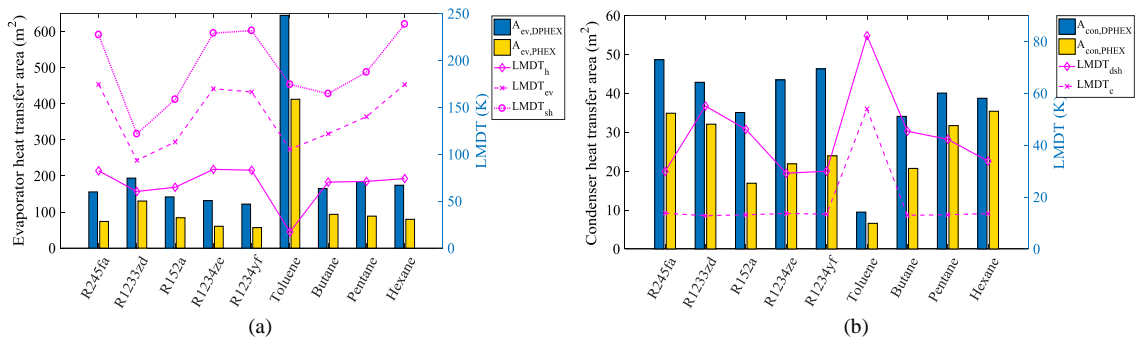 (a)
Evaporator heat transfer area (m²)
600
500
400
300
200
100
0
250
200
150
100
50
0
LMDT (K)
A_ev,DPHEX
A_ev,PHEX
LMDT_h
LMDT_ev
LMDT_sh
R245fa
R1233zd
R152a
R1234ze
R1234yf
Toluene
Butane
Pentane
Hexane
(a)
(b)
Condenser heat transfer area (m²)
60
50
40
30
20
10
0
80
60
40
20
0
LMDT (K)
A_con,DPHEX
A_con,PHEX
LMDT_dsh
LMDT_c
R245fa
R1233zd
R152a
R1234ze
R1234yf
Toluene
Butane
Pentane
Hexane
(b)